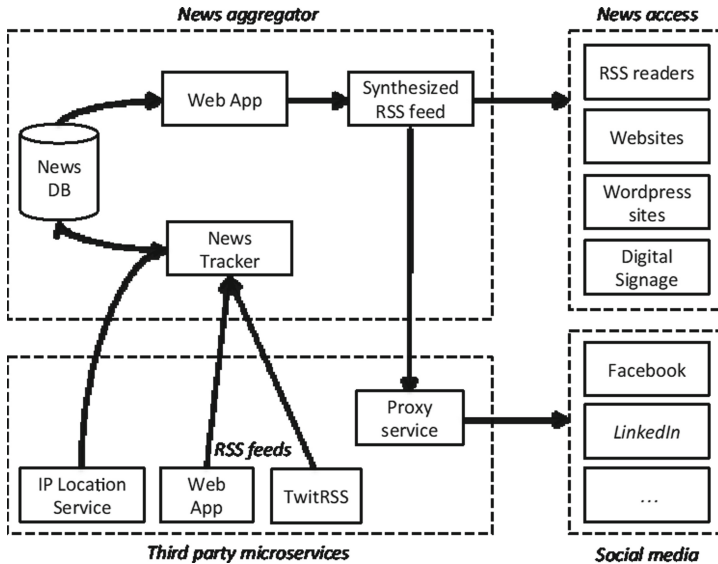 News aggregator
News access
Web App
Synthesized
RSS feed
RSS readers
Websites
Wordpress
sites
Digital
Signage
News
DB
News
Tracker
Proxy
service
Facebook
LinkedIn
...
RSS feeds
IP Location
Service
Web
App
TwitRSS
Third party microservices
Social media